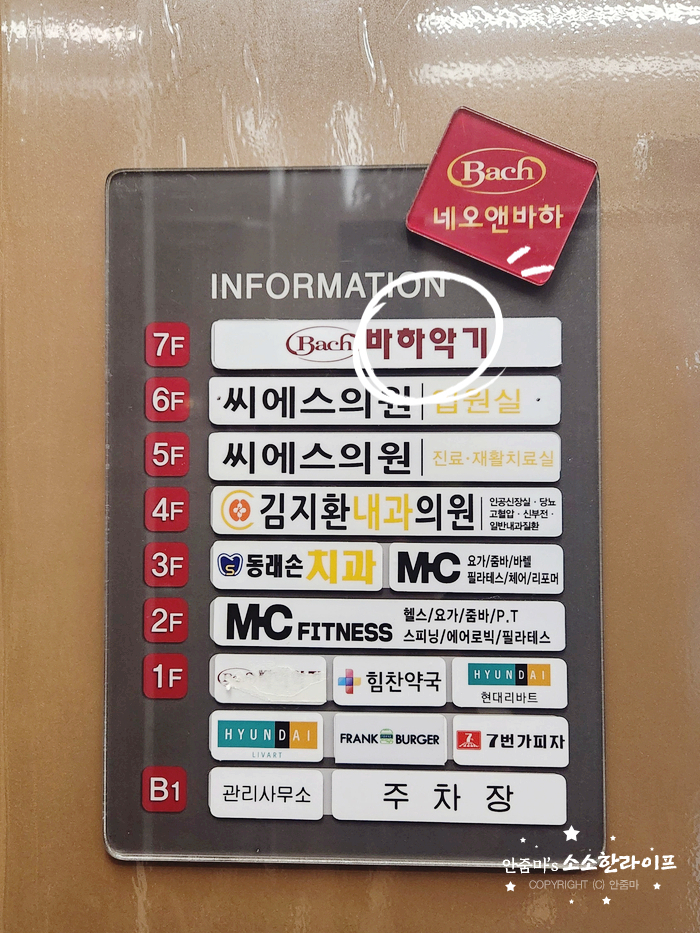 Bach
네오앤바하
INFORMATION
7F Bach 바하악기
6F 씨에스의원 입원실
5F 씨에스의원 진료·재활치료실
4F 김지환내과의원 인공신장실·당뇨
고혈압·신부전·
일반내과질환
3F 동래손치과 M·C 요가/줌바/바렐
필라테스/체어/리포머
2F M·C FITNESS 헬스/요가/줌바/P.T
스피닝/에어로빅/필라테스
1F 힘찬약국 HYUNDAI
현대리바트
HYUNDAI
LIVART
FRANK BURGER 7번가피자
B1 관리사무소 주차장
안줌마's 소소한라이프
COPYRIGHT (C) 안줌마